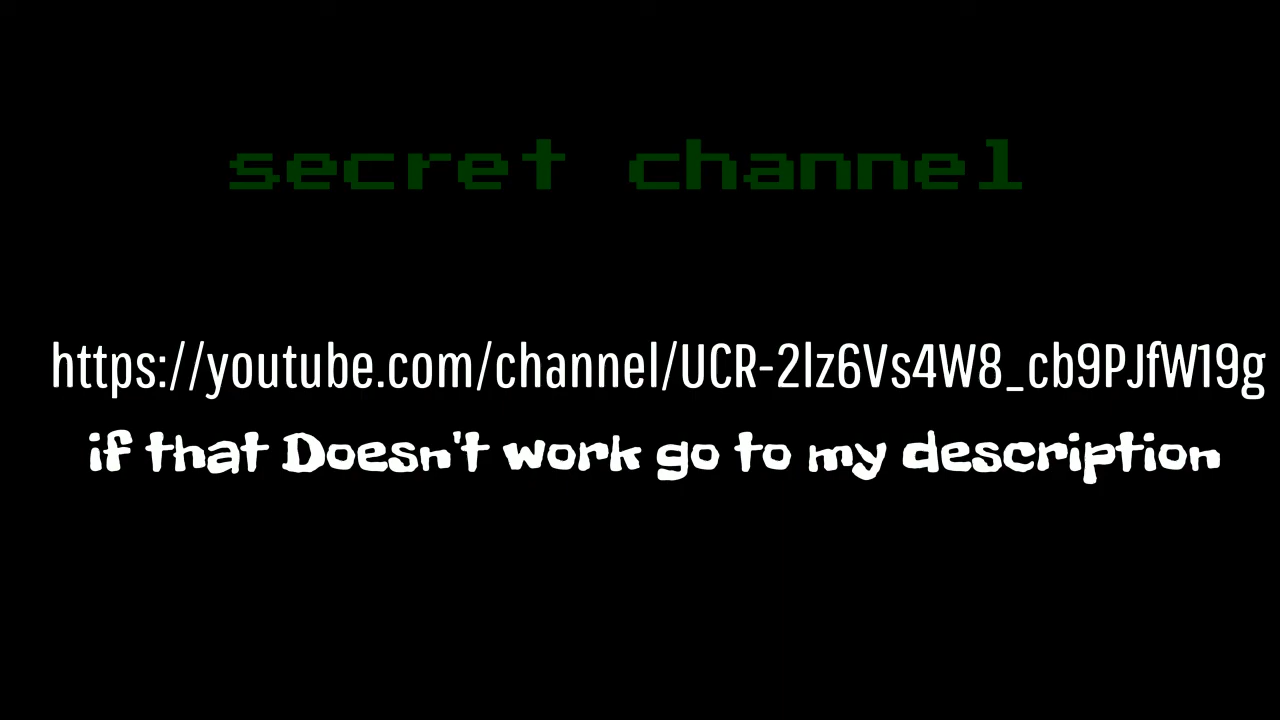 secret channel
https://youtube.com/channel/UCR-2lz6Vs4W8_cb9PJfW19g
if that Doesn't work go to my description